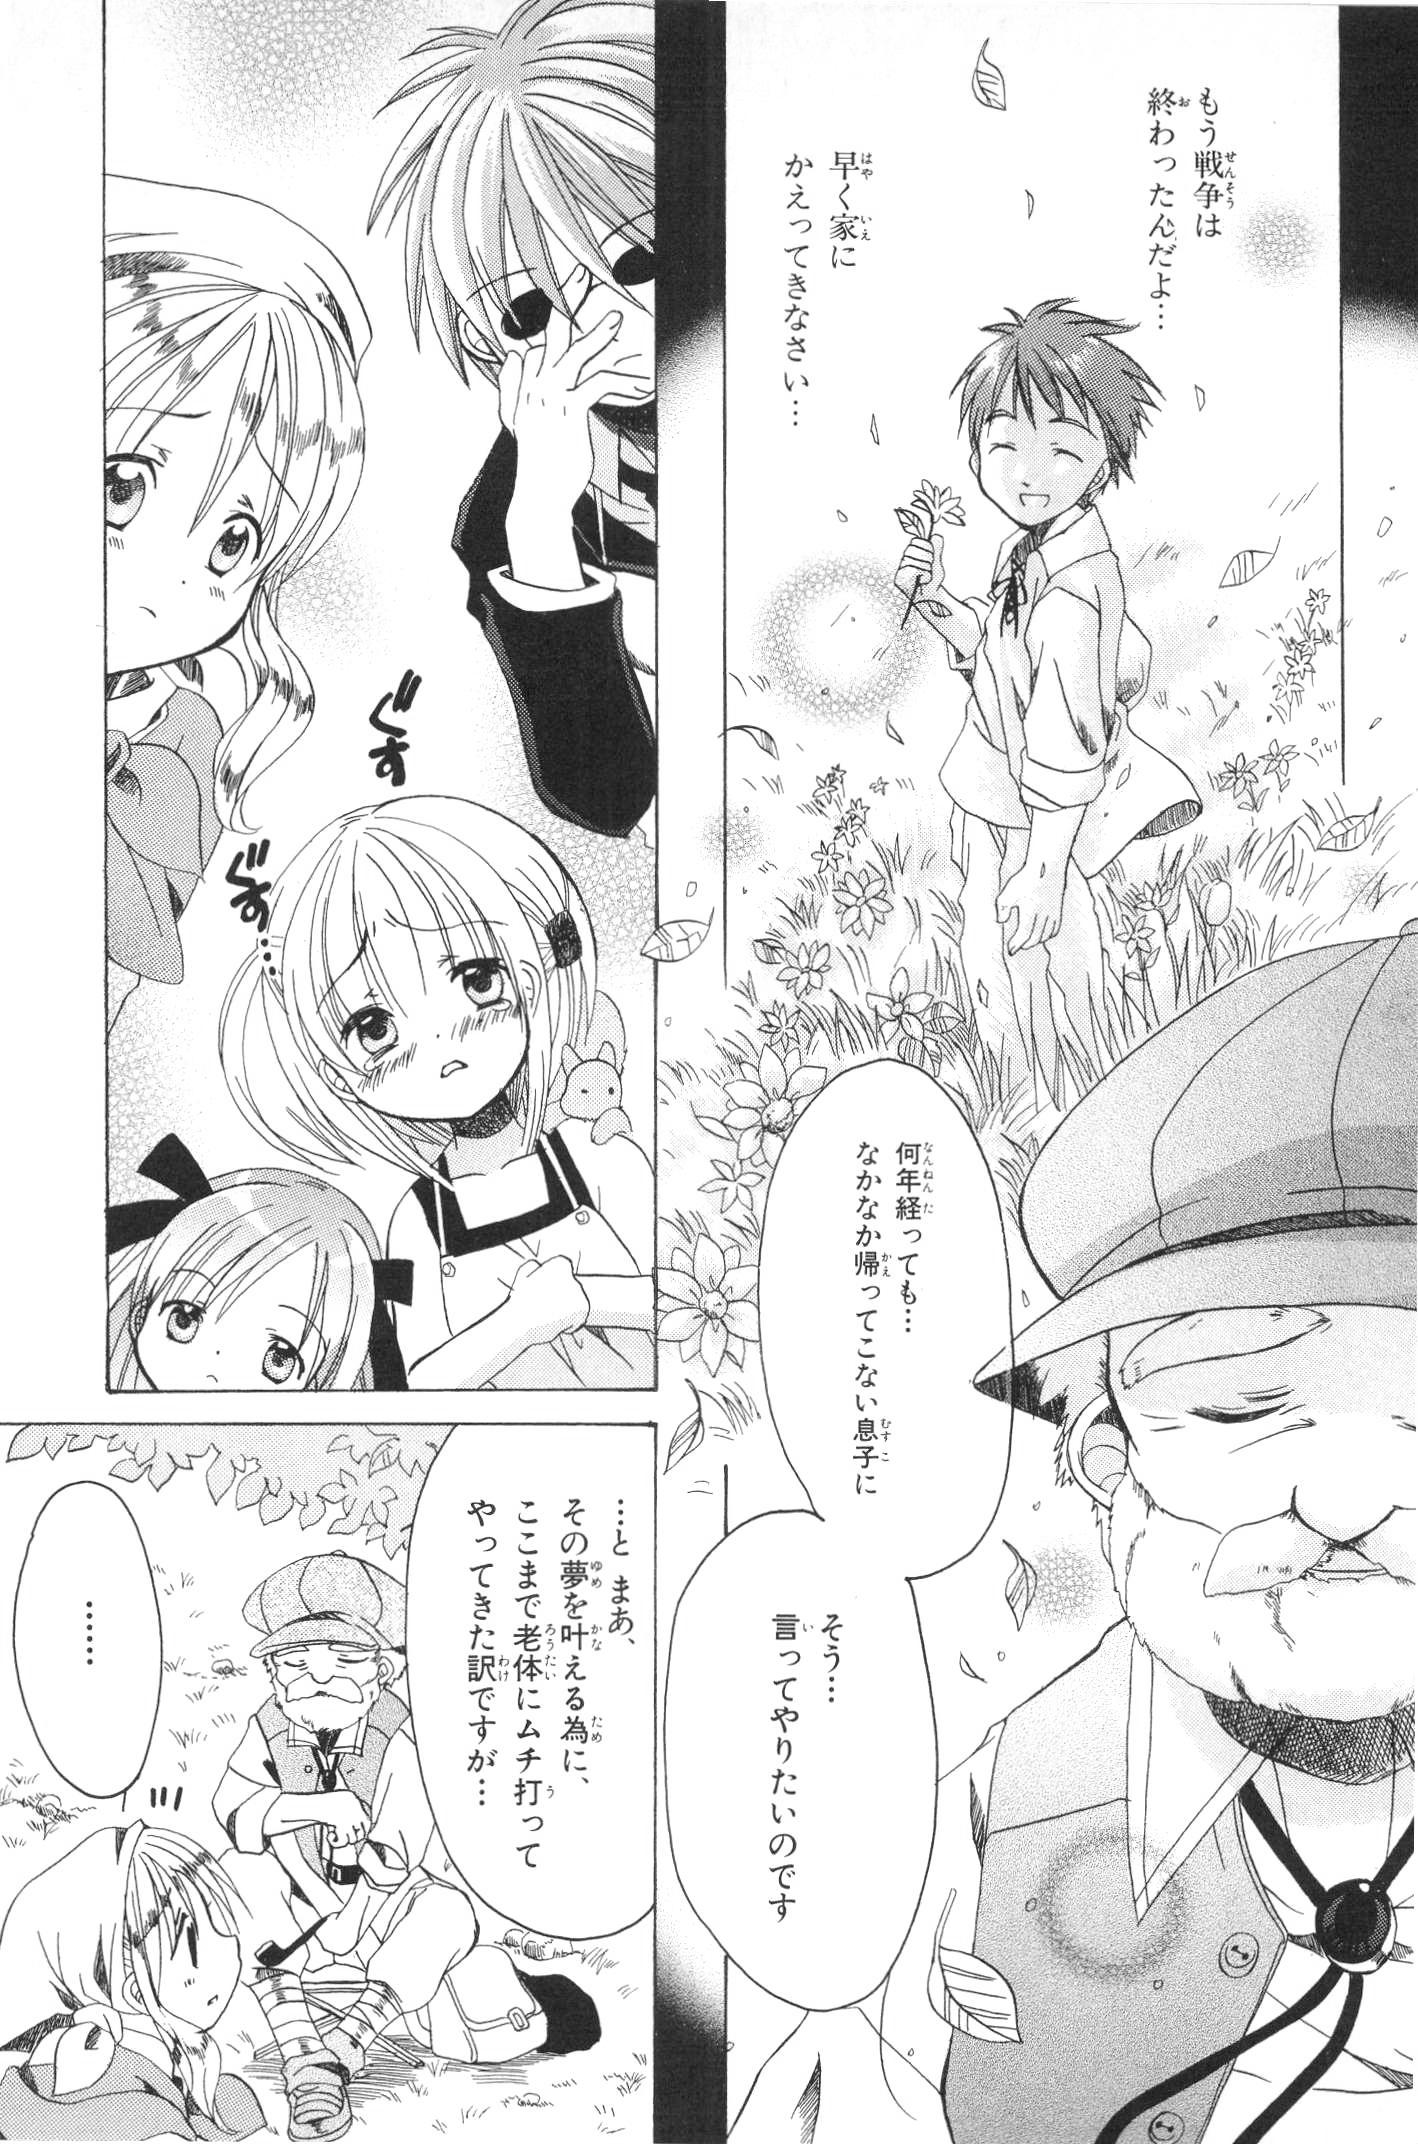 もう戦争は
終わったんだよ…
早く家に
かえってきなさい…
何年経っても…
なかなか帰ってこない息子に
そう…
言ってやりたいのです
ぐす
ぐす…
…と まあ、
その夢を叶える為に、
ここまで老体にムチ打って
やってきた訳ですが…
……